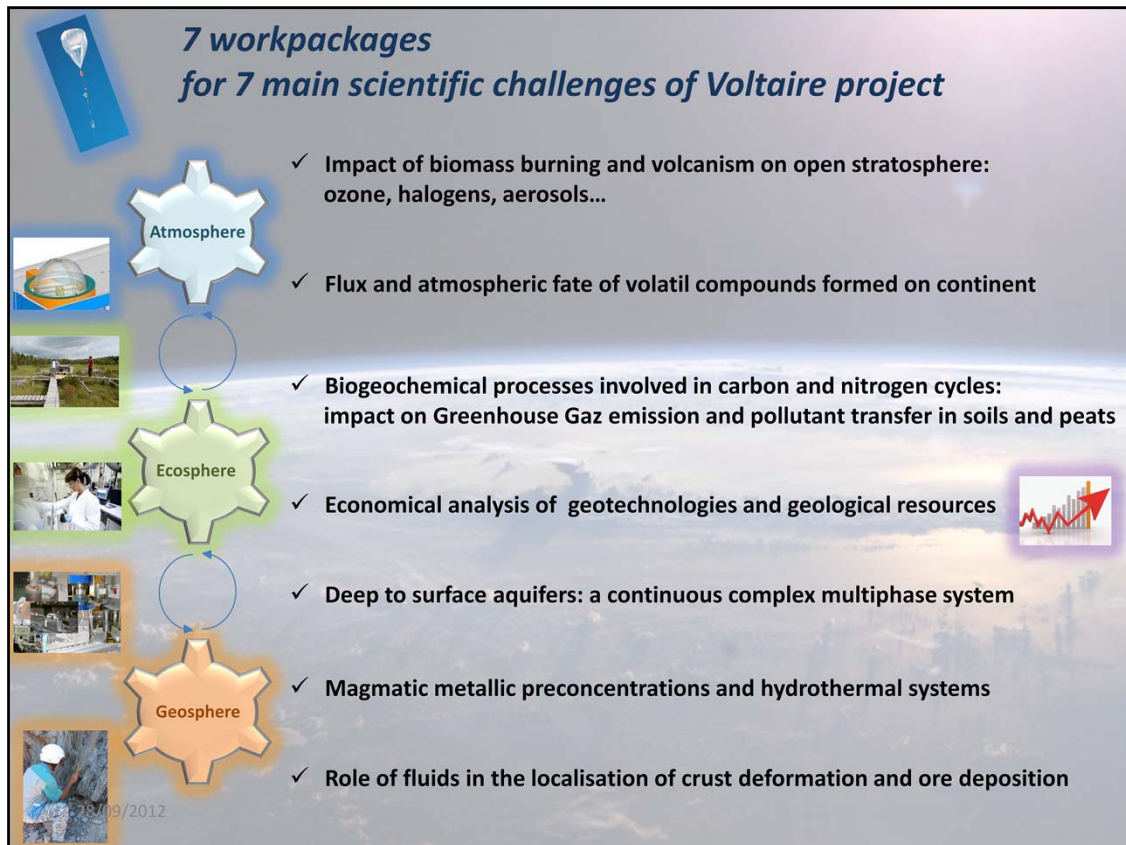 7 workpackages
for 7 main scientific challenges of Voltaire project
✓ Impact of biomass burning and volcanism on open stratosphere:
ozone, halogens, aerosols…
Atmosphere
✓ Flux and atmospheric fate of volatil compounds formed on continent
✓ Biogeochemical processes involved in carbon and nitrogen cycles:
impact on Greenhouse Gaz emission and pollutant transfer in soils and peats
Ecosphere
✓ Economical analysis of geotechnologies and geological resources
✓ Deep to surface aquifers: a continuous complex multiphase system
✓ Magmatic metallic preconcentrations and hydrothermal systems
Geosphere
✓ Role of fluids in the localisation of crust deformation and ore deposition
28/09/2012